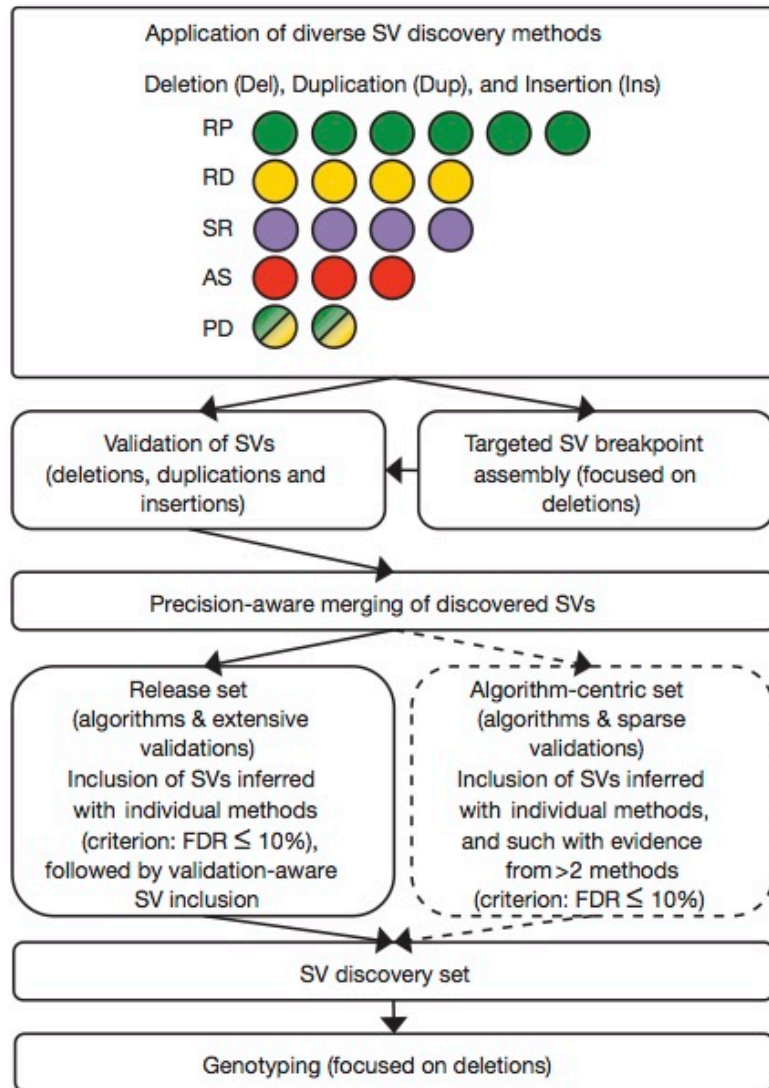 Application of diverse SV discovery methods
Deletion (Del), Duplication (Dup), and Insertion (Ins)
RP
RD
SR
AS
PD
Validation of SVs
(deletions, duplications and
insertions)
Targeted SV breakpoint
assembly (focused on
deletions)
Precision-aware merging of discovered SVs
Release set
(algorithms & extensive
validations)
Inclusion of SVs inferred
with individual methods
(criterion: FDR ≤ 10%),
followed by validation-aware
SV inclusion
Algorithm-centric set
(algorithms & sparse
validations)
Inclusion of SVs inferred
with individual methods,
and such with evidence
from>2 methods
(criterion: FDR ≤ 10%)
SV discovery set
Genotyping (focused on deletions)